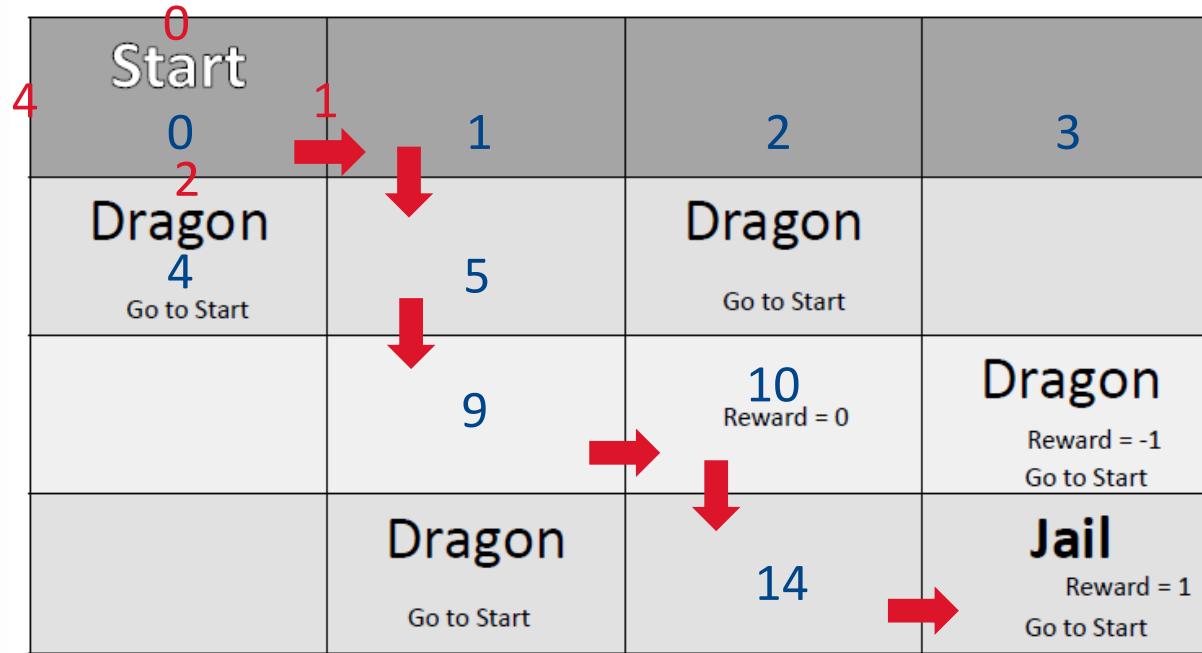 0
Start
4
1
0
1
2
3
2
Dragon
4
Go to Start
5
Dragon
Go to Start
9
10
Reward = 0
Dragon
Reward = -1
Go to Start
Dragon
Go to Start
14
Jail
Reward = 1
Go to Start